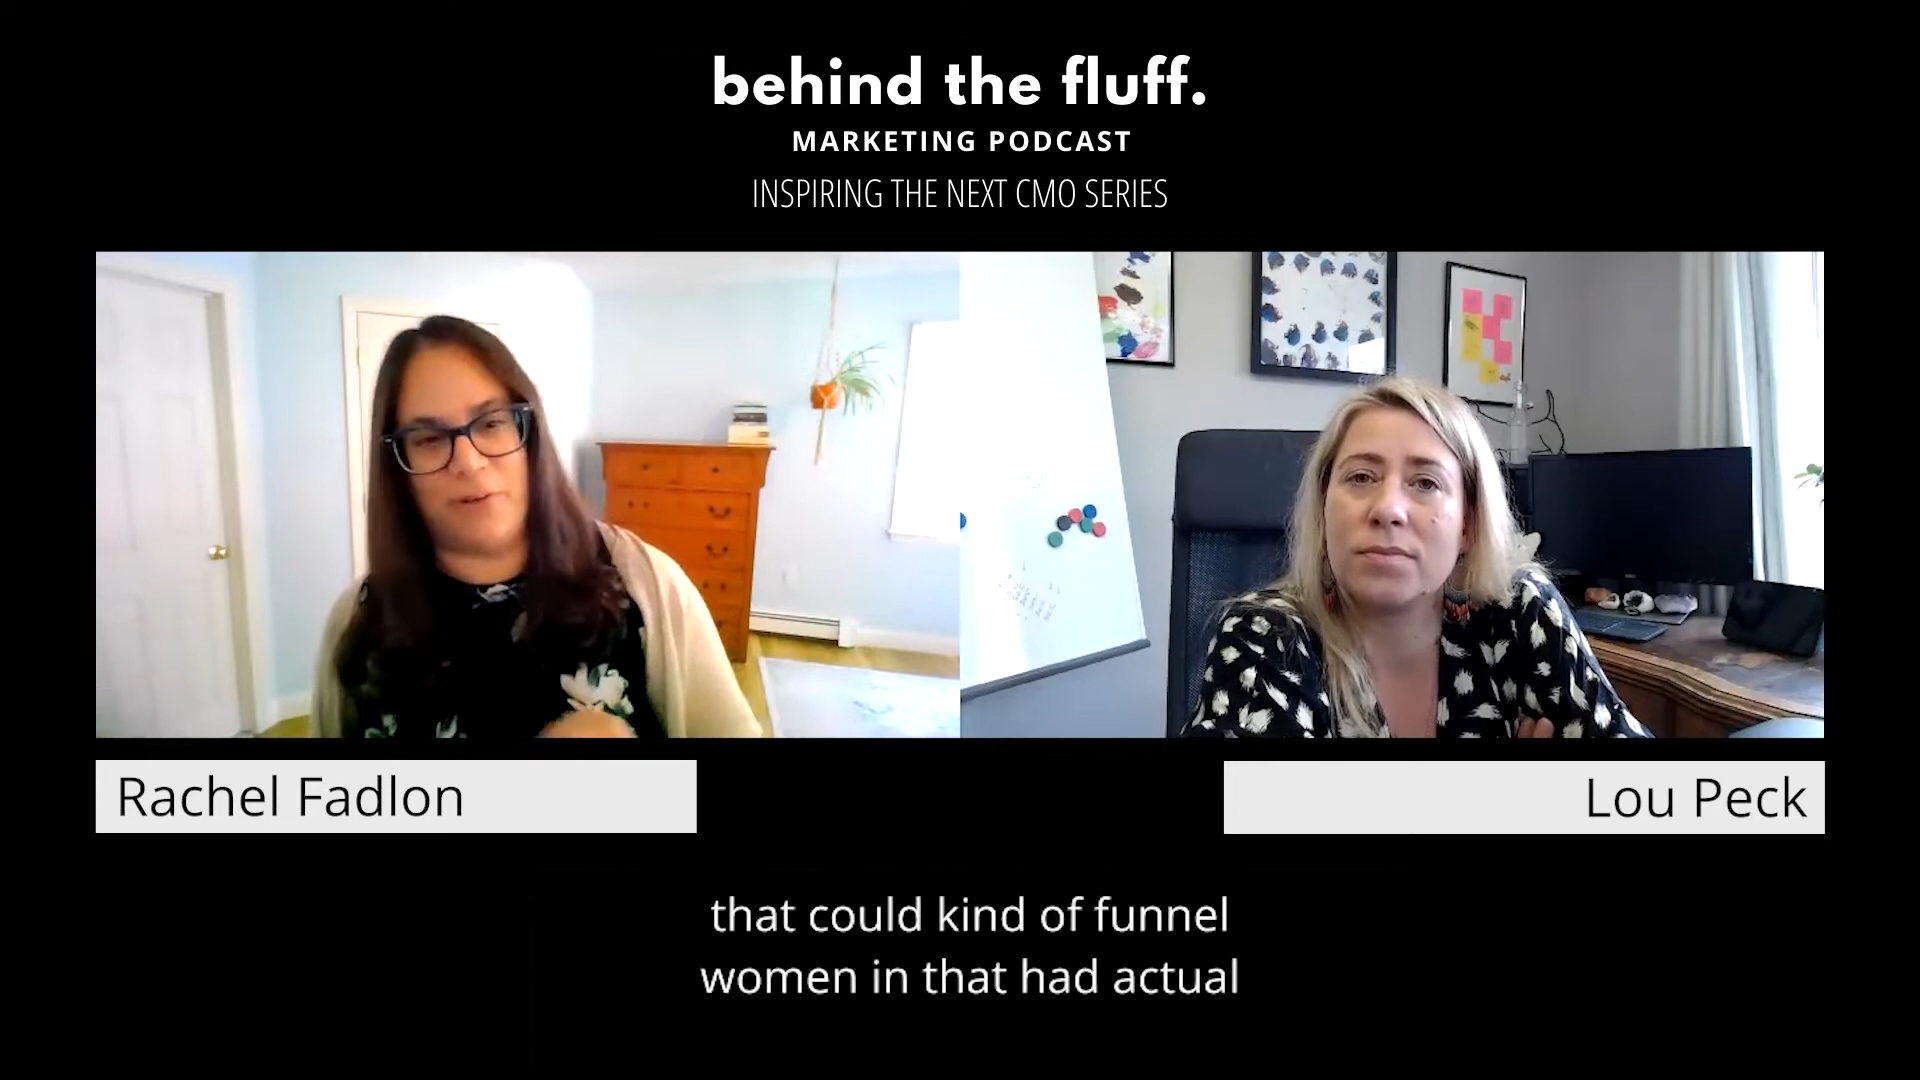 behind the fluff.
MARKETING PODCAST
INSPIRING THE NEXT CMO SERIES
Rachel Fadlon
Lou Peck
that could kind of funnel
women in that had actual